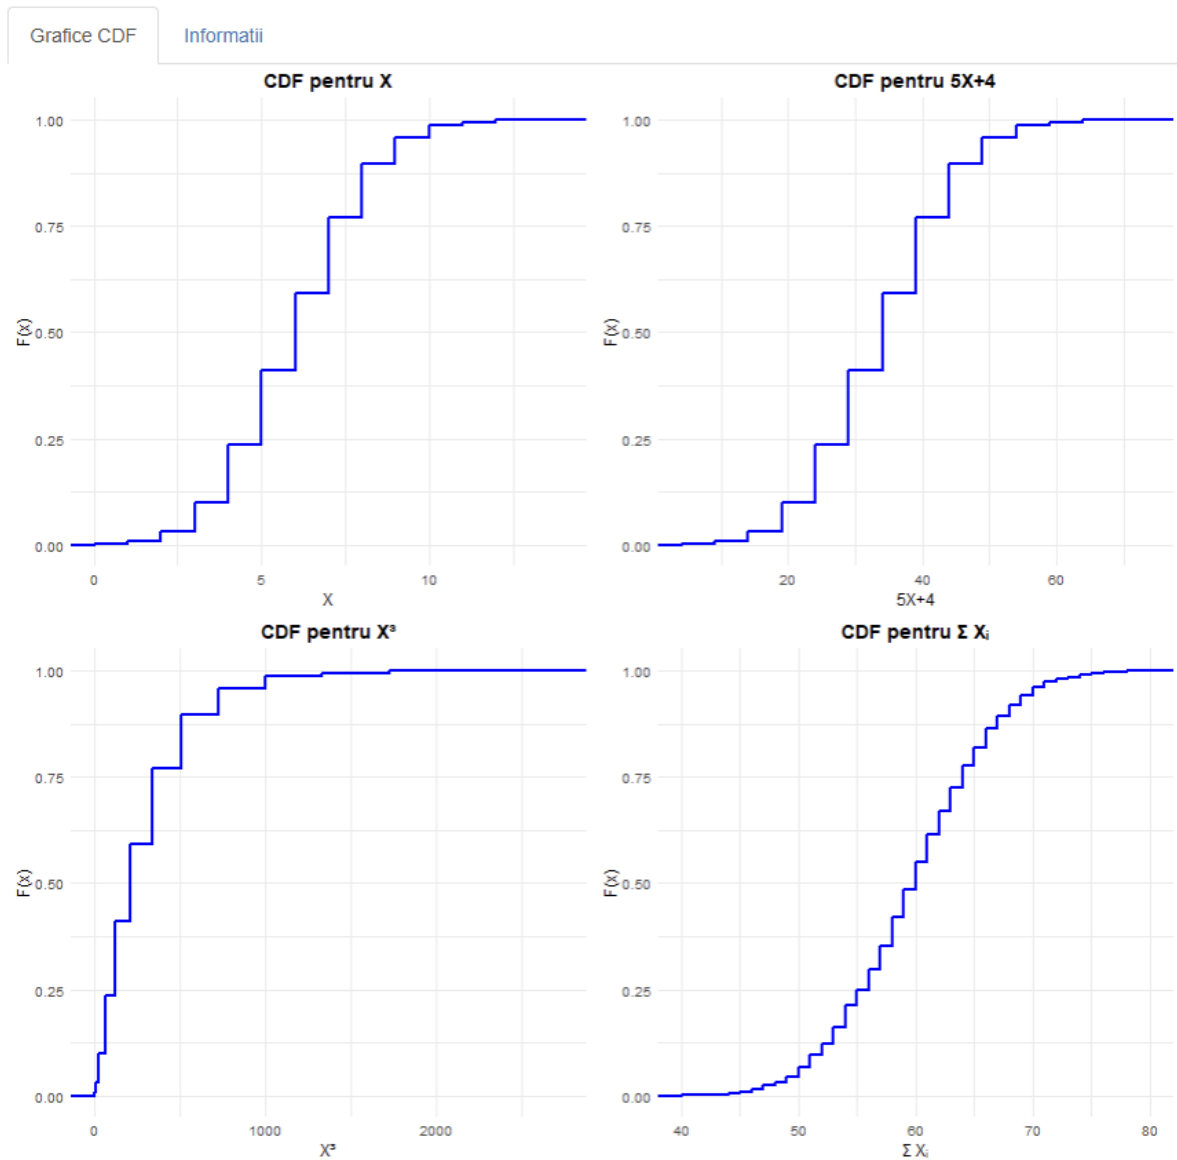 Grafice CDF
Informatii
CDF pentru X
1.00
0.75
0.50
0.25
0.00
F(x)
0 5 10
X
CDF pentru 5X+4
1.00
0.75
0.50
0.25
0.00
F(x)
20 40 60
5X+4
CDF pentru X³
1.00
0.75
0.50
0.25
0.00
F(x)
0 1000 2000
X³
CDF pentru Σ Xᵢ
1.00
0.75
0.50
0.25
0.00
F(x)
40 50 60 70 80
Σ Xᵢ